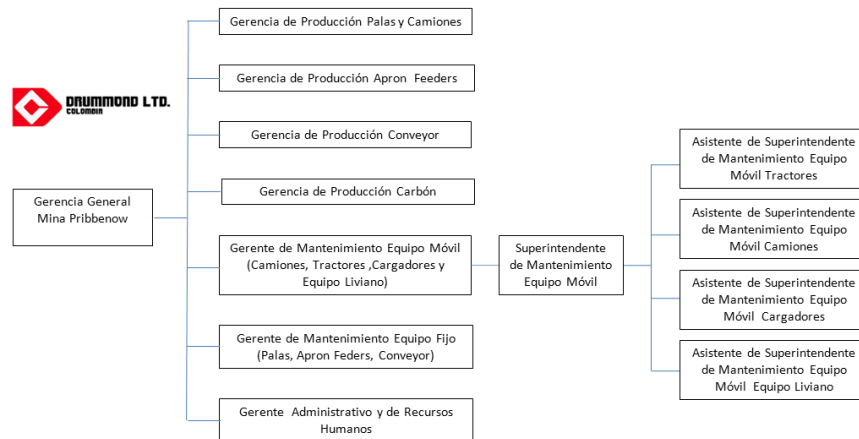 Gerencia de Producción Palas y Camiones
DRUMMOND LTD.
COLOMBIA
Gerencia de Producción Apron Feeders
Gerencia de Producción Conveyor
Gerencia de Producción Carbón
Gerencia General
Mina Pribbenow
Gerente de Mantenimiento Equipo Móvil
(Camiones, Tractores ,Cargadores y
Equipo Liviano)
Gerente de Mantenimiento Equipo Fijo
(Palas, Apron Feders, Conveyor)
Gerente Administrativo y de Recursos
Humanos
Superintendente
de Mantenimiento
Equipo Móvil
Asistente de Superintendente
de Mantenimiento Equipo
Móvil Tractores
Asistente de Superintendente
de Mantenimiento Equipo
Móvil Camiones
Asistente de Superintendente
de Mantenimiento Equipo
Móvil Cargadores
Asistente de Superintendente
de Mantenimiento Equipo
Móvil Equipo Liviano